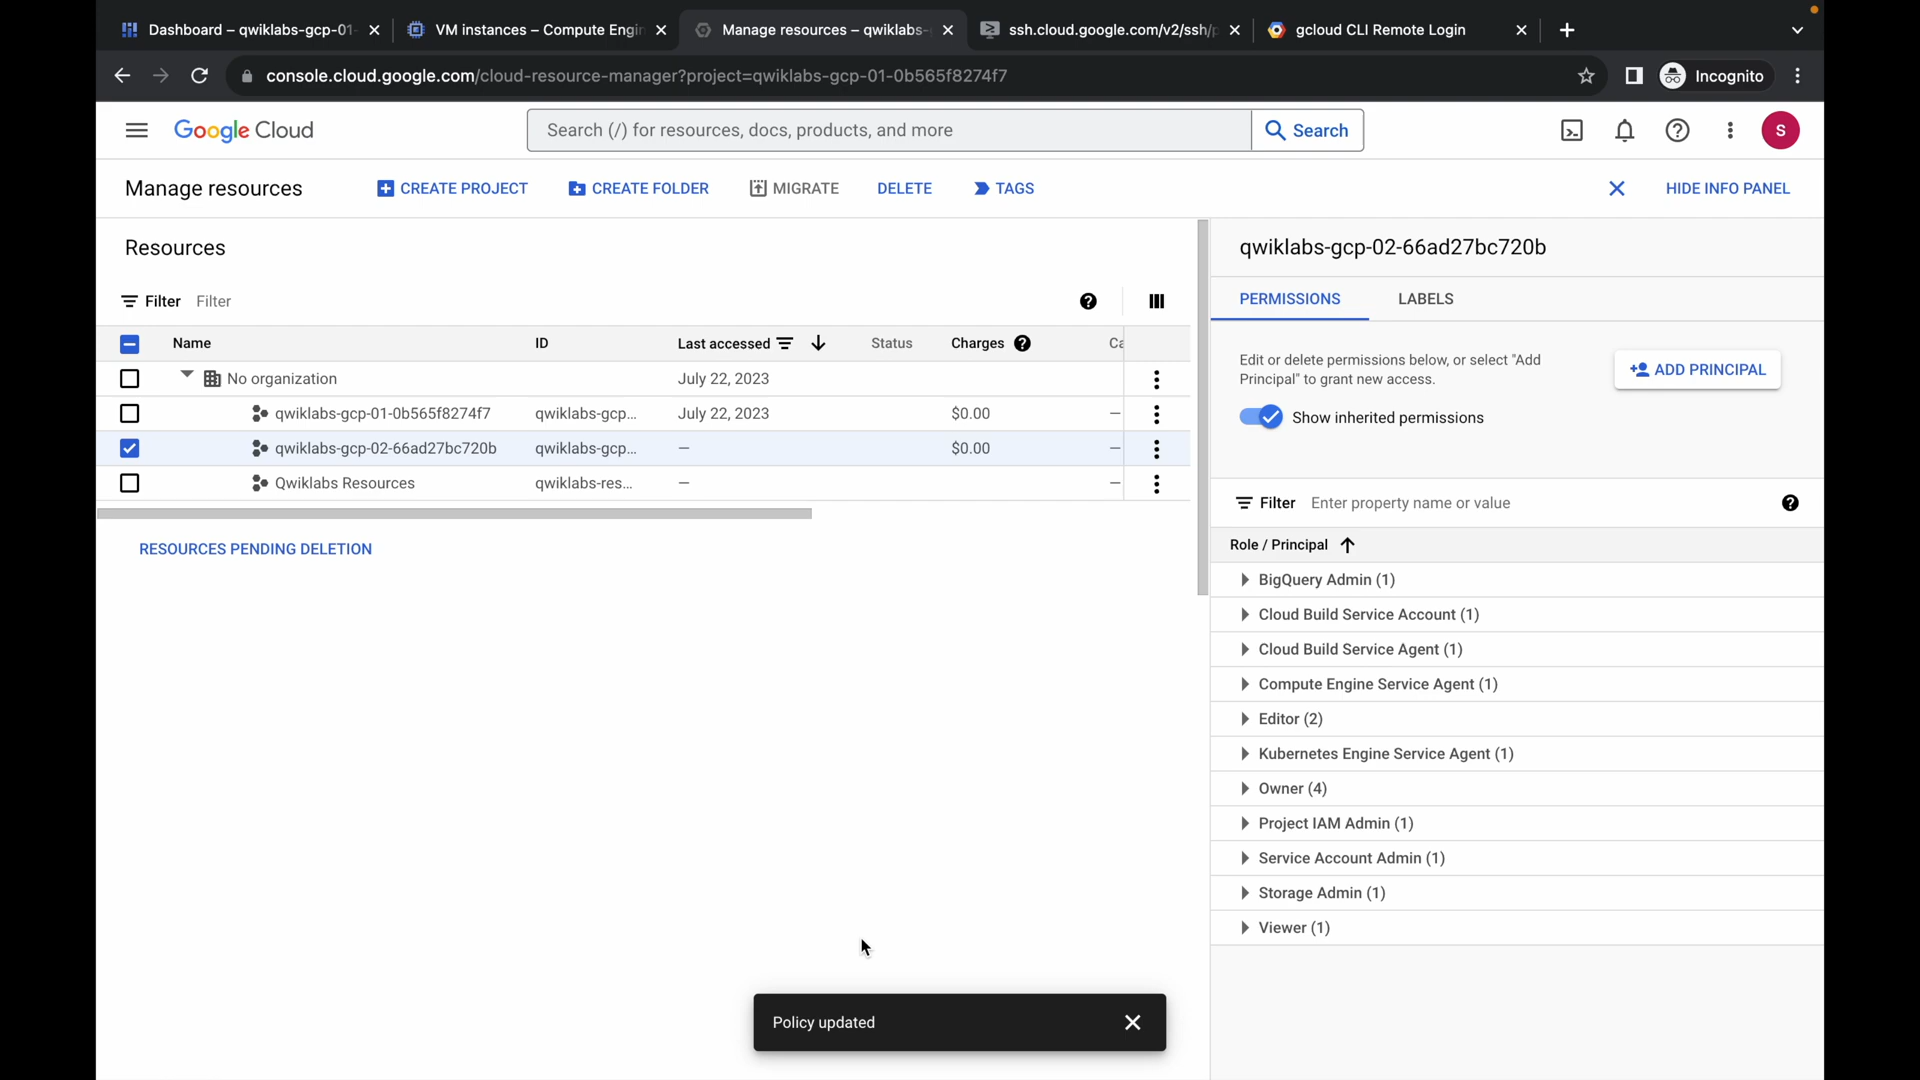 Dashboard – qwiklabs-gcp-01-
VM instances – Compute Engin
Manage resources – qwiklabs-
ssh.cloud.google.com/v2/ssh/p
gcloud CLI Remote Login
console.cloud.google.com/cloud-resource-manager?project=qwiklabs-gcp-01-0b565f8274f7
Incognito
Google Cloud
Search (/) for resources, docs, products, and more
Search
S
Manage resources
CREATE PROJECT
CREATE FOLDER
MIGRATE
DELETE
TAGS
HIDE INFO PANEL
Resources
Filter Filter
Name ID Last accessed Status Charges Ca
No organization July 22, 2023
qwiklabs-gcp-01-0b565f8274f7 qwiklabs-gcp... July 22, 2023 $0.00 –
qwiklabs-gcp-02-66ad27bc720b qwiklabs-gcp... – $0.00 –
Qwiklabs Resources qwiklabs-res... – –
RESOURCES PENDING DELETION
qwiklabs-gcp-02-66ad27bc720b
PERMISSIONS
LABELS
Edit or delete permissions below, or select "Add
Principal" to grant new access.
ADD PRINCIPAL
Show inherited permissions
Filter Enter property name or value
Role / Principal
BigQuery Admin (1)
Cloud Build Service Account (1)
Cloud Build Service Agent (1)
Compute Engine Service Agent (1)
Editor (2)
Kubernetes Engine Service Agent (1)
Owner (4)
Project IAM Admin (1)
Service Account Admin (1)
Storage Admin (1)
Viewer (1)
Policy updated